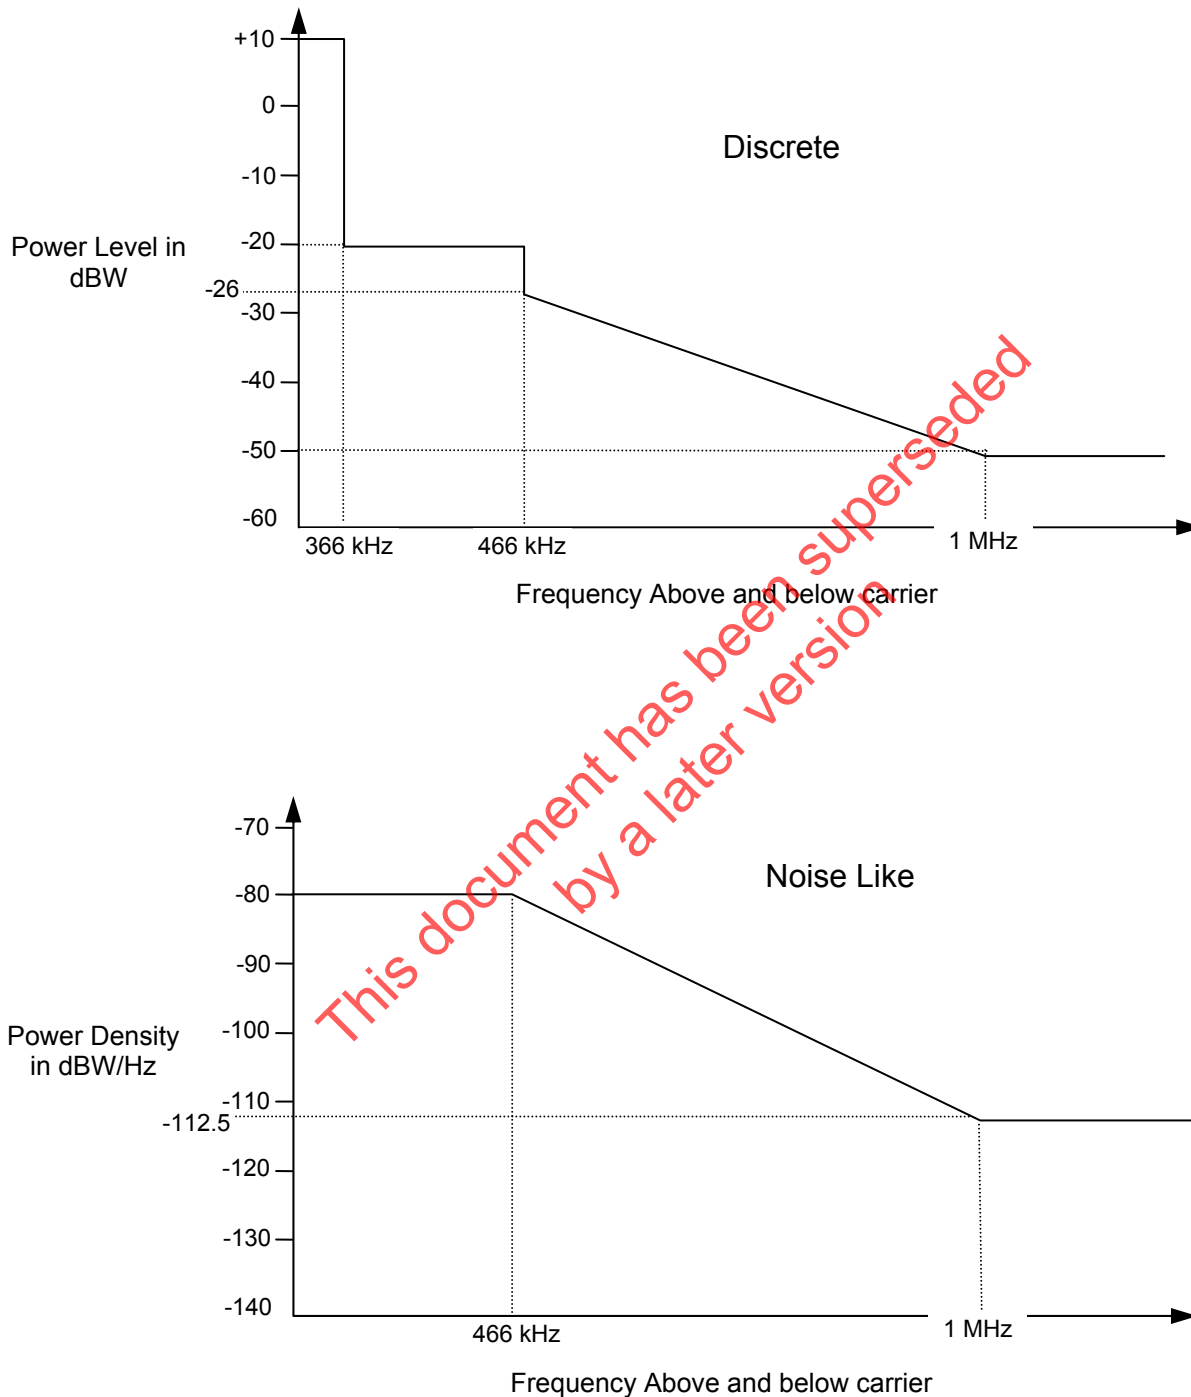 +10
0
-10
-20
-26
-30
-40
-50
-60
Power Level in
dBW
Discrete
366 kHz
466 kHz
1 MHz
Frequency Above and below carrier
This document has been superseded
by a later version
-70
-80
-90
-100
-110
-112.5
-120
-130
-140
Power Density
in dBW/Hz
Noise Like
466 kHz
1 MHz
Frequency Above and below carrier